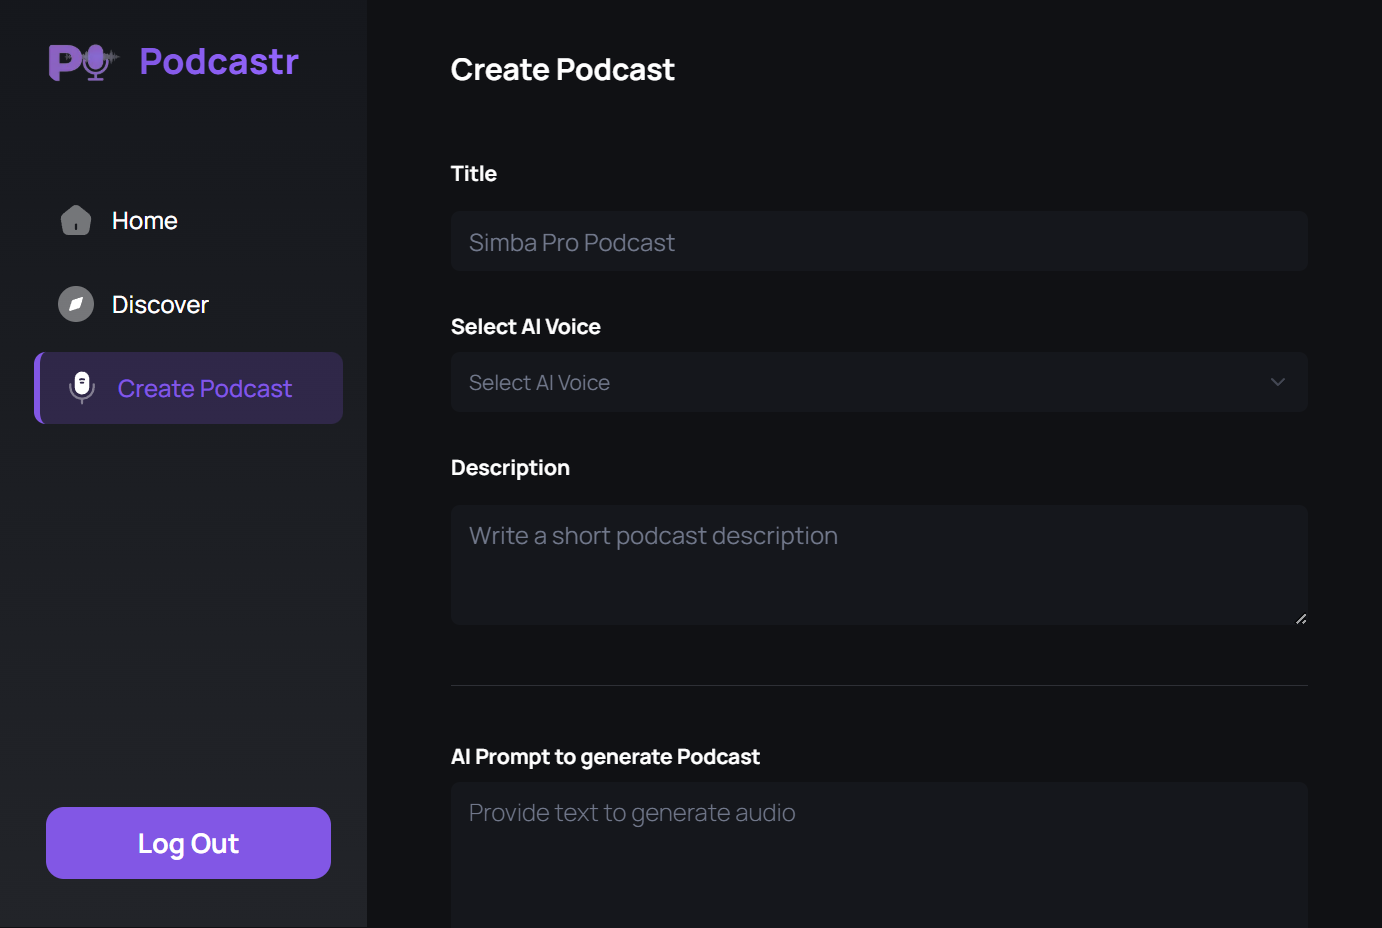 Podcastr
Home
Discover
Create Podcast
Log Out
Create Podcast
Title
Simba Pro Podcast
Select AI Voice
Select AI Voice
Description
Write a short podcast description
AI Prompt to generate Podcast
Provide text to generate audio